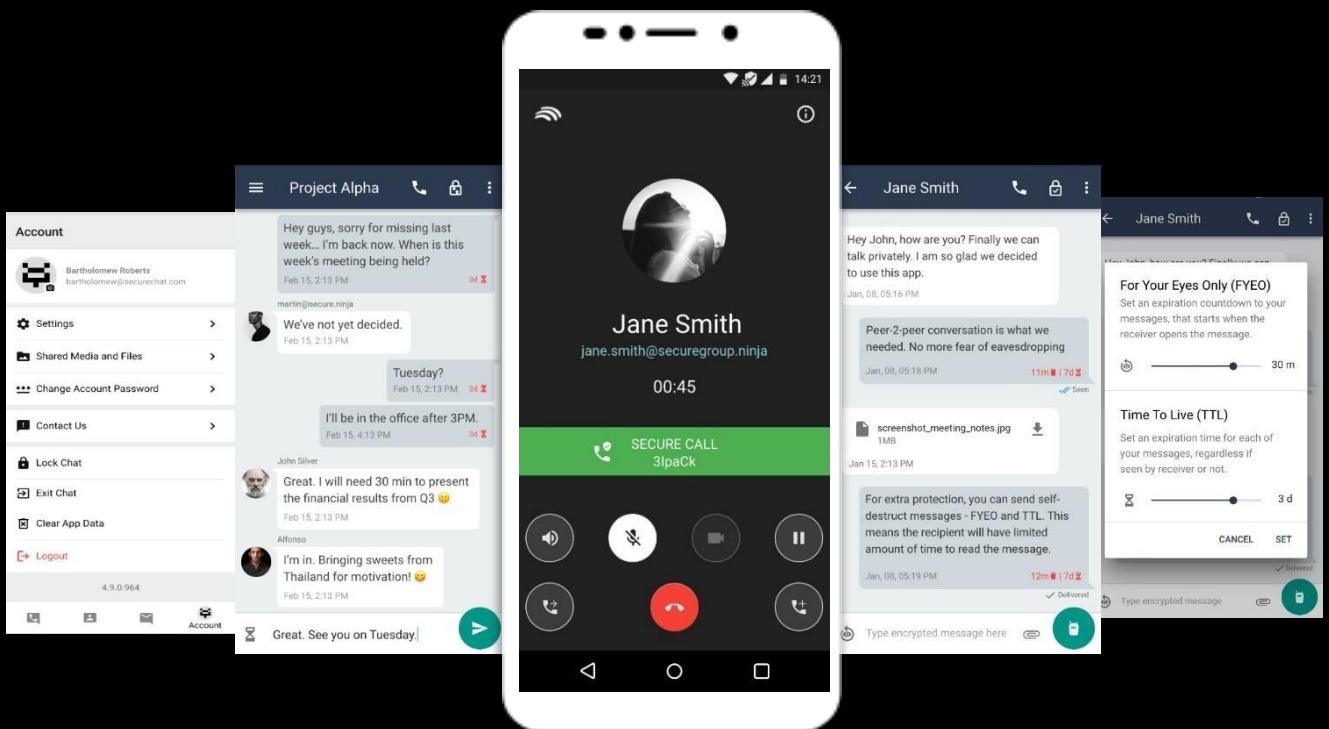 Account
Bartholomew Roberts
bartholomew@securechat.com
Settings
Shared Media and Files
Change Account Password
Contact Us
Lock Chat
Exit Chat
Clear App Data
Logout
4.9.0.964
Account
Project Alpha
Hey guys, sorry for missing last
week... I'm back now. When is this
week's meeting being held?
Feb 15, 2:13 PM 3d
martin@secure.ninja
We've not yet decided.
Feb 15, 2:13 PM
Tuesday?
Feb 15, 2:13 PM 3d
I'll be in the office after 3PM.
Feb 15, 4:13 PM 3d
John Silver
Great. I will need 30 min to present
the financial results from Q3
Feb 15, 2:13 PM
Alfonso
I'm in. Bringing sweets from
Thailand for motivation!
Feb 15, 2:13 PM
Great. See you on Tuesday.
14:21
Jane Smith
jane.smith@securegroup.ninja
00:45
SECURE CALL
3IpaCk
Jane Smith
Hey John, how are you? Finally we can
talk privately. I am so glad we decided
to use this app.
Jan, 08, 05:16 PM
Peer-2-peer conversation is what we
needed. No more fear of eavesdropping
Jan, 08, 05:18 PM 11m | 7d
Seen
screenshot_meeting_notes.jpg
1MB
Jan 15, 2:13 PM
For extra protection, you can send self-
destruct messages - FYEO and TTL. This
means the recipient will have limited
amount of time to read the message.
Jan, 08, 05:19 PM 12m | 7d
Delivered
Type encrypted message here
Jane Smith
For Your Eyes Only (FYEO)
Set an expiration countdown to your
messages, that starts when the
receiver opens the message.
30 m
Time To Live (TTL)
Set an expiration time for each of
your messages, regardless if
seen by receiver or not.
3 d
CANCEL SET
Delivered
Type encrypted message